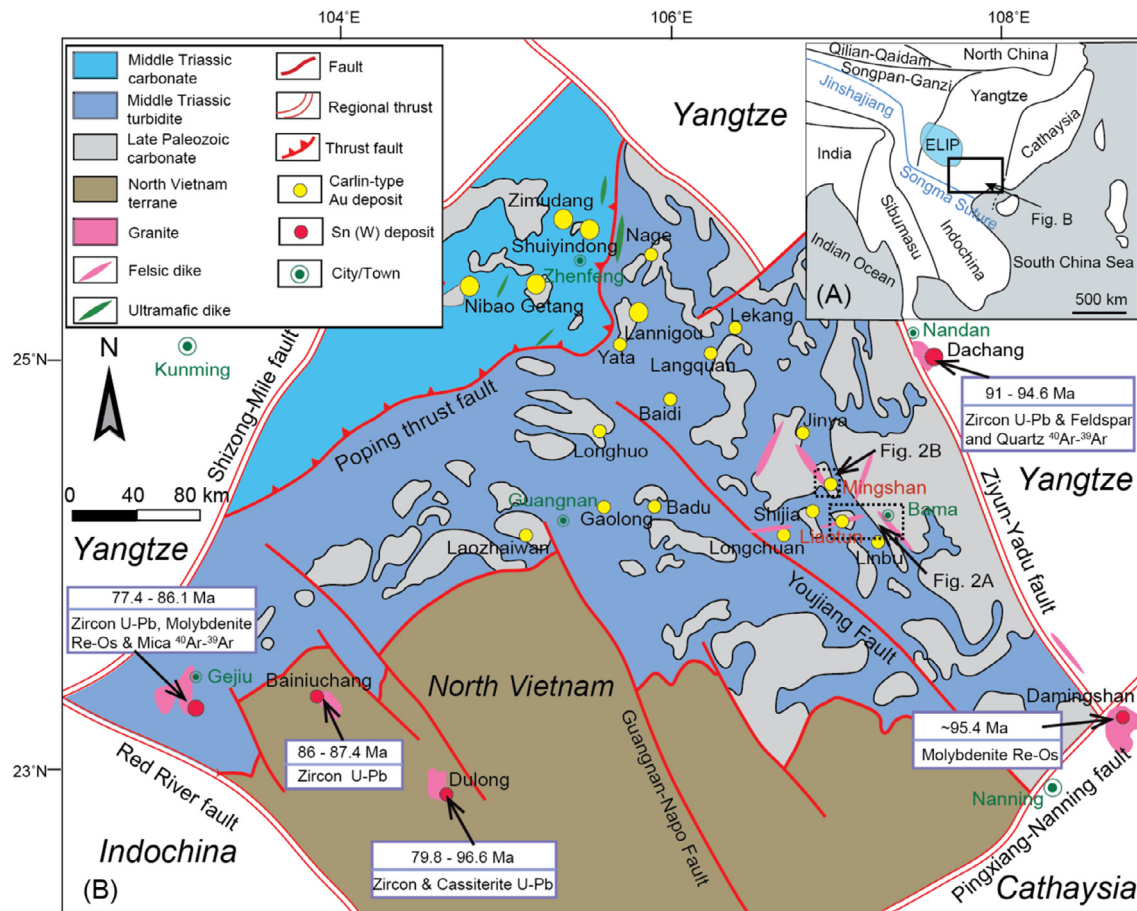 104°E
106°E
108°E
Middle Triassic
carbonate
Middle Triassic
turbidite
Late Paleozoic
carbonate
North Vietnam
terrane
Granite
Felsic dike
Ultramafic dike
Fault
Regional thrust
Thrust fault
Carlin-type
Au deposit
Sn (W) deposit
City/Town
Qilian-Qaidam
North China
Songpan-Ganzi
Jinshajiang
Yangtze
Cathaysia
ELIP
India
Songma Suture
Fig. B
Sibumasu
Indochina
Indian Ocean
South China Sea
(A)
500 km
Yangtze
Zimudang
Shuiyindong
Nage
Zhenfeng
Nibao
Getang
Lannigou
Lekang
Yata
Langquan
Nandan
Dachang
25°N
N
Kunming
Shizong-Mile fault
Poping thrust fault
Baidi
Jinya
91 - 94.6 Ma
Zircon U-Pb & Feldspar
and Quartz ⁴⁰Ar-³⁹Ar
Longhuo
Fig. 2B
Mingshan
Yangtze
0 40 80 km
Guangnan
Gaolong
Badu
Shijia
Bama
Ziyun-Yadu fault
Yangtze
Laozhaiwan
Longchuan
Liaotun
Linbu
Fig. 2A
Youjiang Fault
77.4 - 86.1 Ma
Zircon U-Pb, Molybdenite
Re-Os & Mica ⁴⁰Ar-³⁹Ar
Gejiu
Bainiuchang
North Vietnam
Damingshan
86 - 87.4 Ma
Zircon U-Pb
~95.4 Ma
Molybdenite Re-Os
23°N
Red River fault
Dulong
Guangnan-Napo Fault
Nanning
Pingxiang-Nanning fault
Indochina
79.8 - 96.6 Ma
Zircon & Cassiterite U-Pb
(B)
Cathaysia